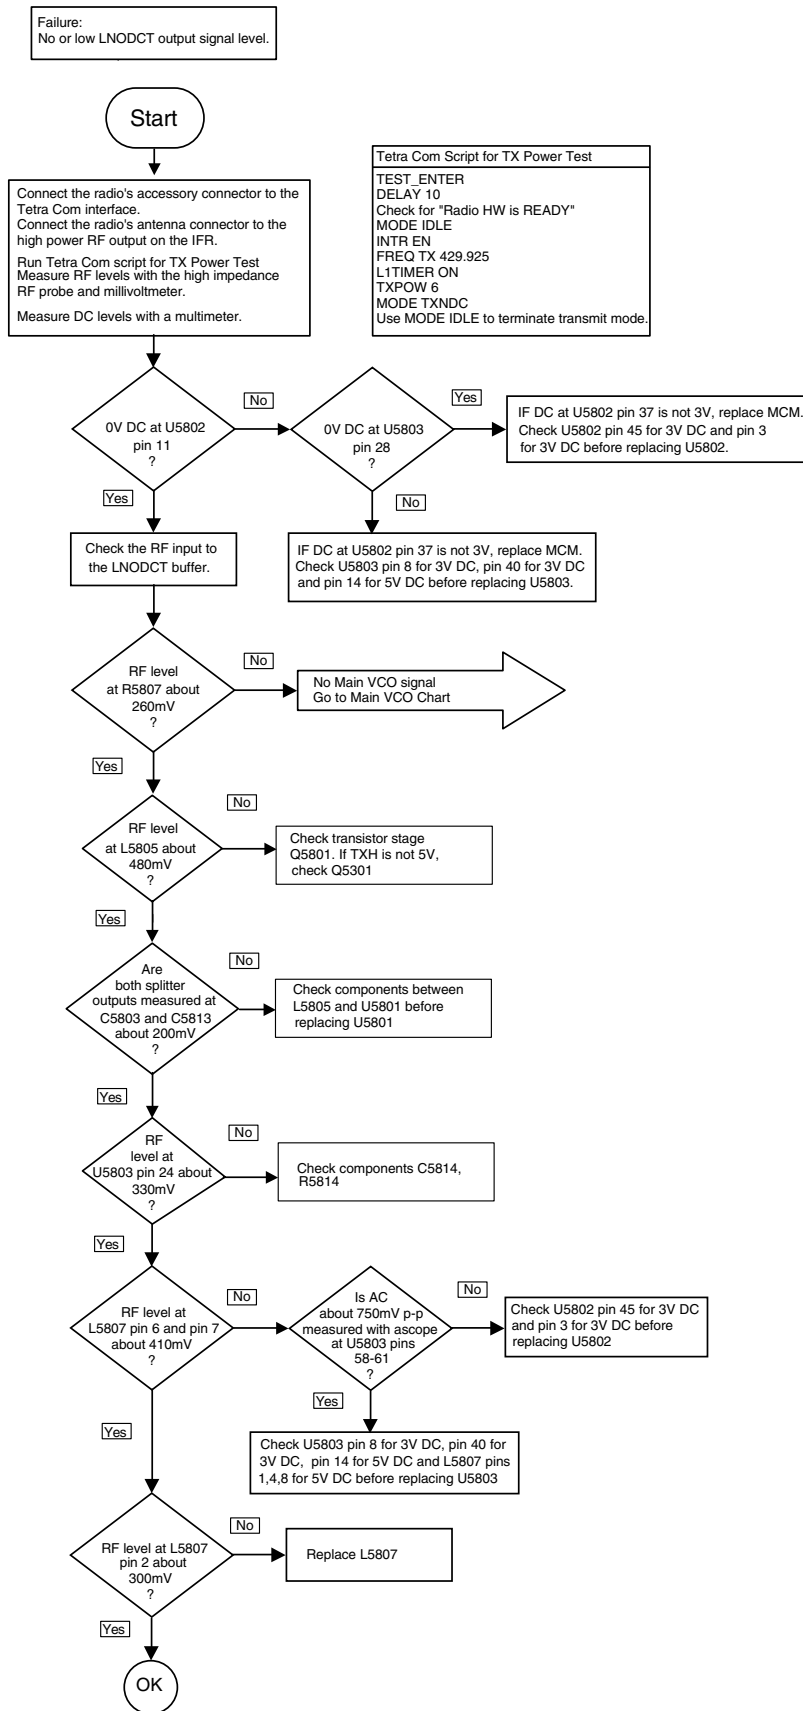 Failure:
No or low LNODCT output signal level.
Start
Connect the radio's accessory connector to the
Tetra Com interface.
Connect the radio's antenna connector to the
high power RF output on the IFR.
Run Tetra Com script for TX Power Test
Measure RF levels with the high impedance
RF probe and millivoltmeter.
Measure DC levels with a multimeter.
Tetra Com Script for TX Power Test
TEST_ENTER
DELAY 10
Check for "Radio HW is READY"
MODE IDLE
INTR EN
FREQ TX 429.925
L1TIMER ON
TXPOW 6
MODE TXNDC
Use MODE IDLE to terminate transmit mode.
0V DC at U5802
pin 11
?
No
0V DC at U5803
pin 28
?
Yes
IF DC at U5802 pin 37 is not 3V, replace MCM.
Check U5802 pin 45 for 3V DC and pin 3
for 3V DC before replacing U5802.
Yes
No
Check the RF input to
the LNODCT buffer.
IF DC at U5802 pin 37 is not 3V, replace MCM.
Check U5803 pin 8 for 3V DC, pin 40 for 3V DC
and pin 14 for 5V DC before replacing U5803.
RF level
at R5807 about
260mV
?
No
No Main VCO signal
Go to Main VCO Chart
Yes
RF level
at L5805 about
480mV
?
No
Check transistor stage
Q5801. If TXH is not 5V,
check Q5301
Yes
Are
both splitter
outputs measured at
C5803 and C5813
about 200mV
?
No
Check components between
L5805 and U5801 before
replacing U5801
Yes
RF
level at
U5803 pin 24 about
330mV
?
No
Check components C5814,
R5814
Yes
RF level at
L5807 pin 6 and pin 7
about 410mV
?
No
Is AC
about 750mV p-p
measured with ascope
at U5803 pins
58-61
?
No
Check U5802 pin 45 for 3V DC
and pin 3 for 3V DC before
replacing U5802
Yes
Yes
Check U5803 pin 8 for 3V DC, pin 40 for
3V DC, pin 14 for 5V DC and L5807 pins
1,4,8 for 5V DC before replacing U5803
RF level at L5807
pin 2 about
300mV
?
No
Replace L5807
Yes
OK